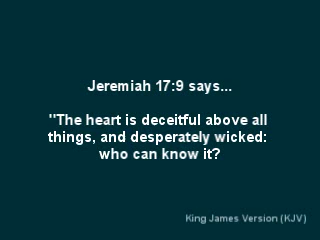 Jeremiah 17:9 says...
"The heart is deceitful above all
things, and desperately wicked:
who can know it?
King James Version (KJV)